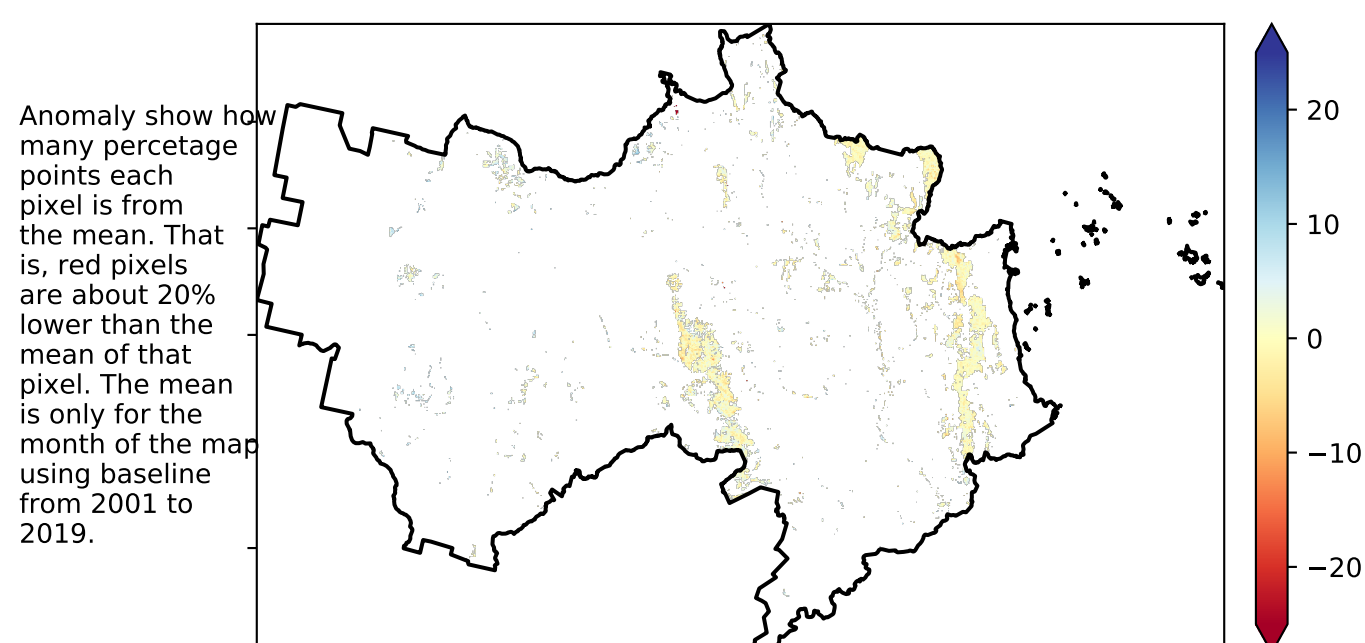 Anomaly show how
many percetage
points each
pixel is from
the mean. That
is, red pixels
are about 20%
lower than the
mean of that
pixel. The mean
is only for the
month of the map
using baseline
from 2001 to
2019.
20
10
0
−10
−20